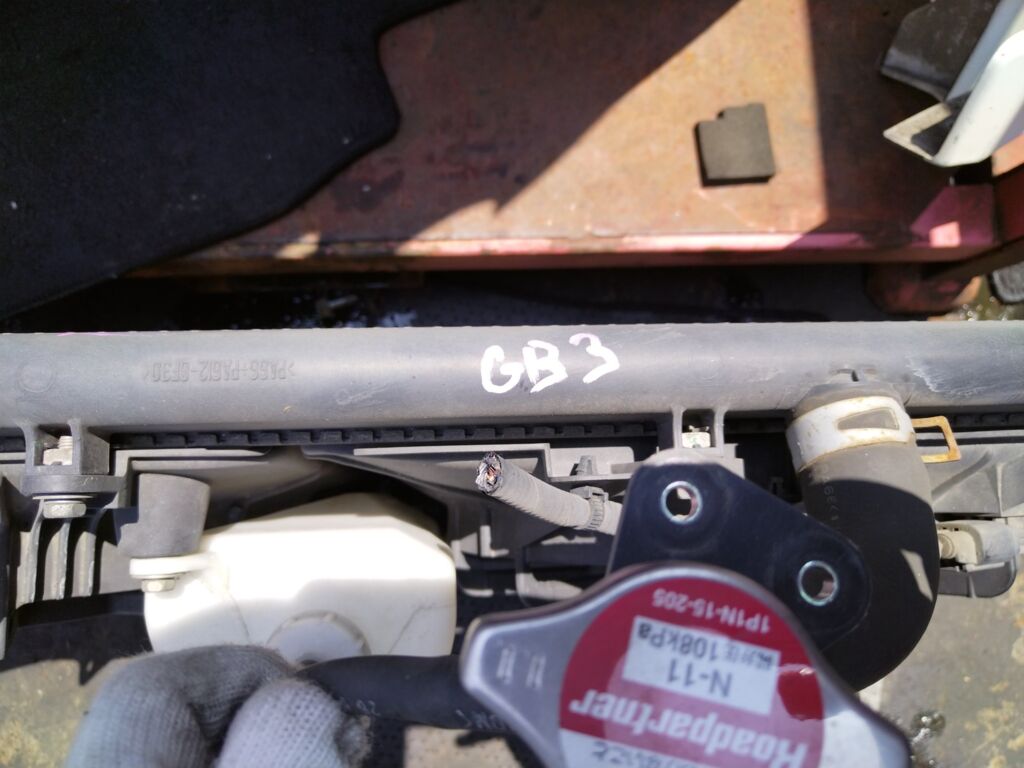 GB3
>PA66+PA612-GF30<
1P1N-15-205
N-11
108kPa
Roadpartner